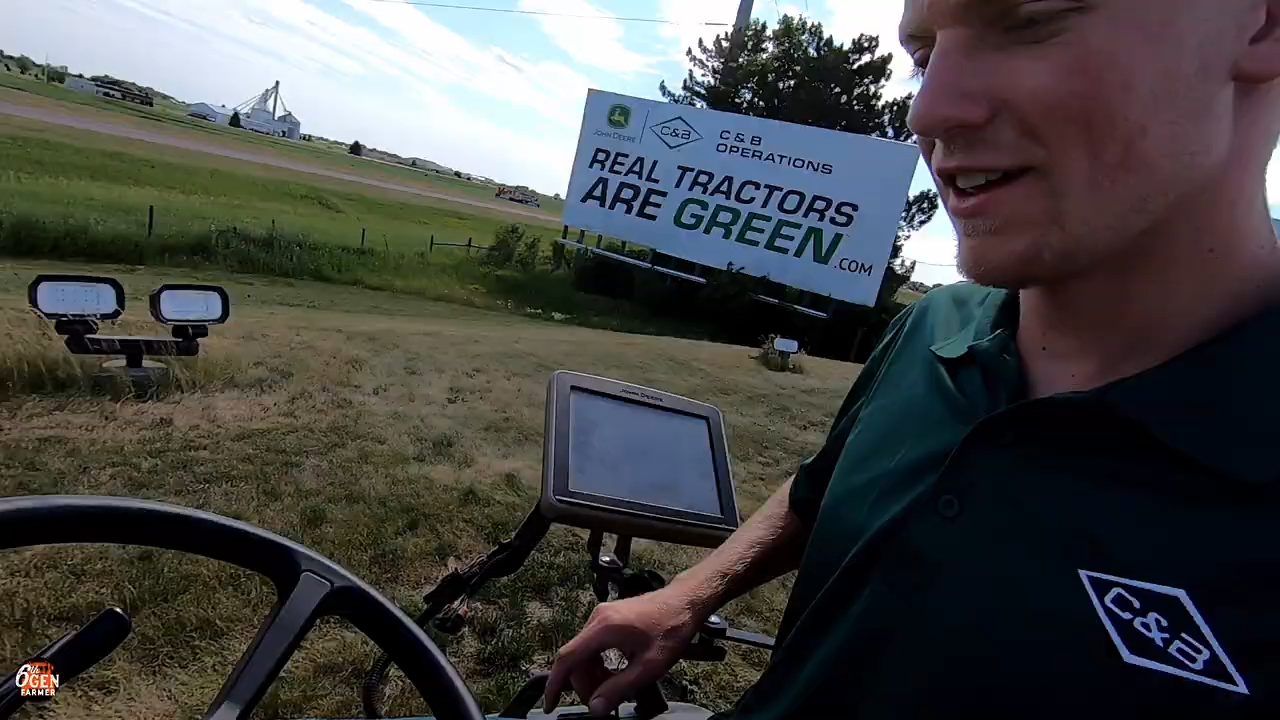 JOHN DEERE
C&B
C & B
OPERATIONS
REAL TRACTORS
ARE GREEN.COM
JOHN DEERE
C&B
6th
GEN
FARMER